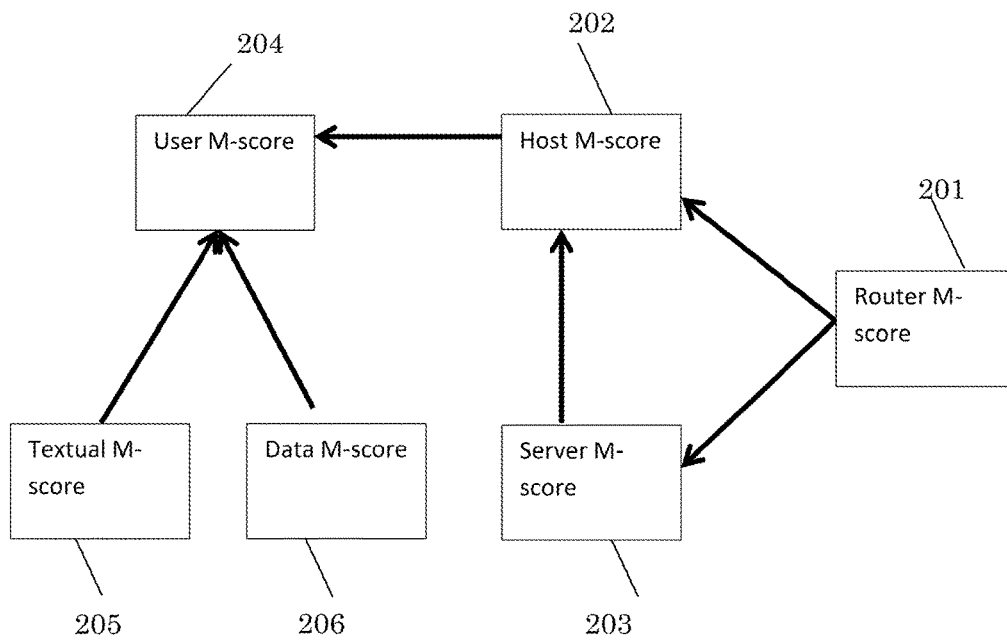 204
202
User M-score
Host M-score
201
Router M-
score
Textual M-
score
Data M-score
Server M-
score
205
206
203